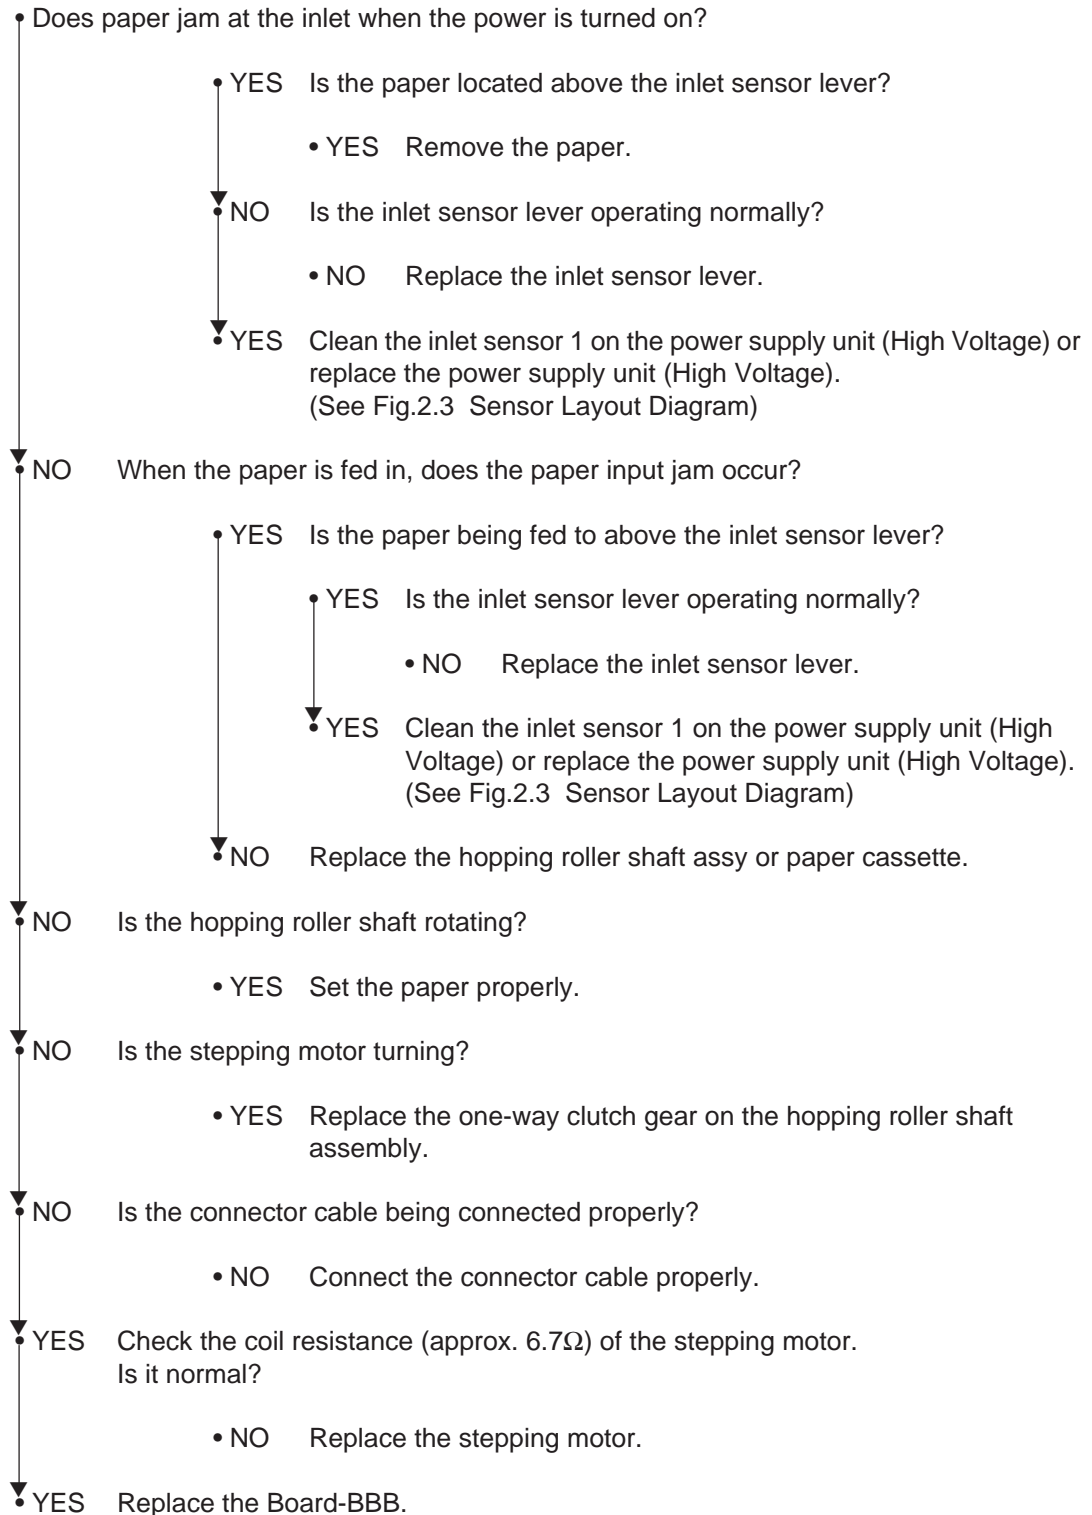 • Does paper jam at the inlet when the power is turned on?
• YES Is the paper located above the inlet sensor lever?
• YES Remove the paper.
• NO Is the inlet sensor lever operating normally?
• NO Replace the inlet sensor lever.
• YES Clean the inlet sensor 1 on the power supply unit (High Voltage) or
replace the power supply unit (High Voltage).
(See Fig.2.3 Sensor Layout Diagram)
• NO When the paper is fed in, does the paper input jam occur?
• YES Is the paper being fed to above the inlet sensor lever?
• YES Is the inlet sensor lever operating normally?
• NO Replace the inlet sensor lever.
• YES Clean the inlet sensor 1 on the power supply unit (High
Voltage) or replace the power supply unit (High Voltage).
(See Fig.2.3 Sensor Layout Diagram)
• NO Replace the hopping roller shaft assy or paper cassette.
• NO Is the hopping roller shaft rotating?
• YES Set the paper properly.
• NO Is the stepping motor turning?
• YES Replace the one-way clutch gear on the hopping roller shaft
assembly.
• NO Is the connector cable being connected properly?
• NO Connect the connector cable properly.
• YES Check the coil resistance (approx. 6.7Ω) of the stepping motor.
Is it normal?
• NO Replace the stepping motor.
• YES Replace the Board-BBB.